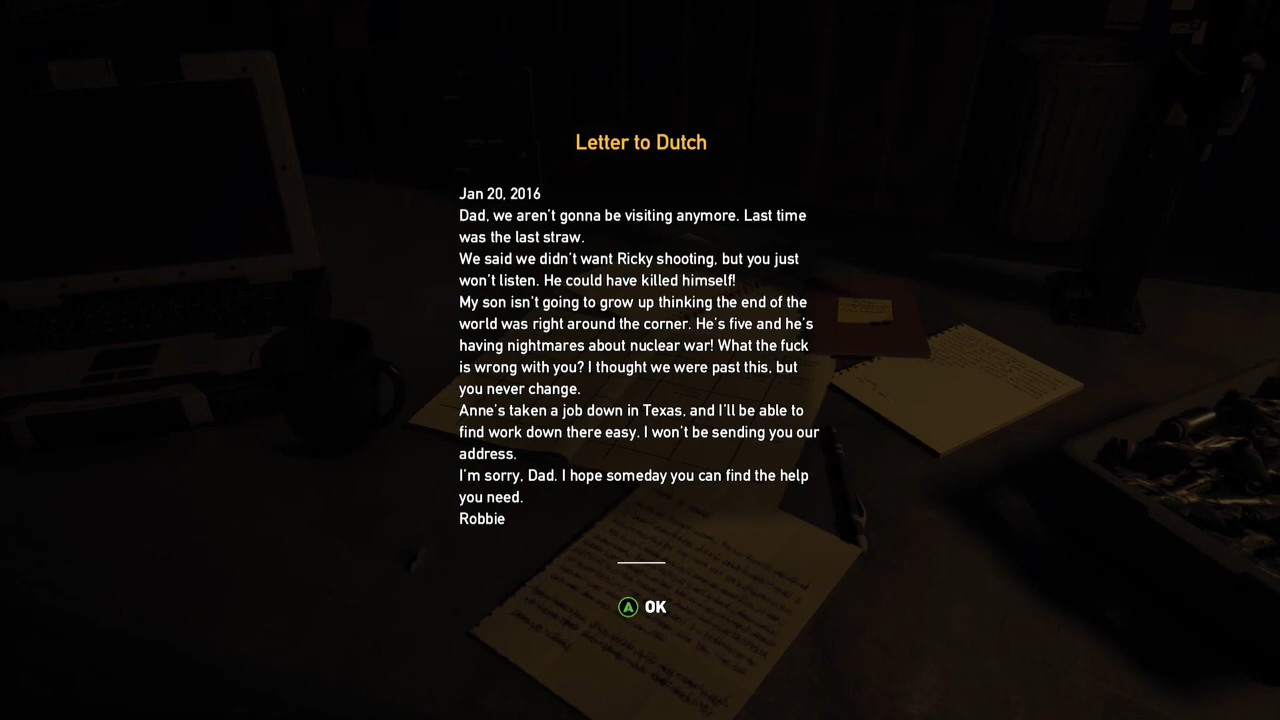 Letter to Dutch
Jan 20, 2016
Dad, we aren't gonna be visiting anymore. Last time
was the last straw.
We said we didn't want Ricky shooting, but you just
won't listen. He could have killed himself!
My son isn't going to grow up thinking the end of the
world was right around the corner. He's five and he's
having nightmares about nuclear war! What the fuck
is wrong with you? I thought we were past this, but
you never change.
Anne's taken a job down in Texas, and I'll be able to
find work down there easy. I won't be sending you our
address.
I'm sorry, Dad. I hope someday you can find the help
you need.
Robbie
A OK